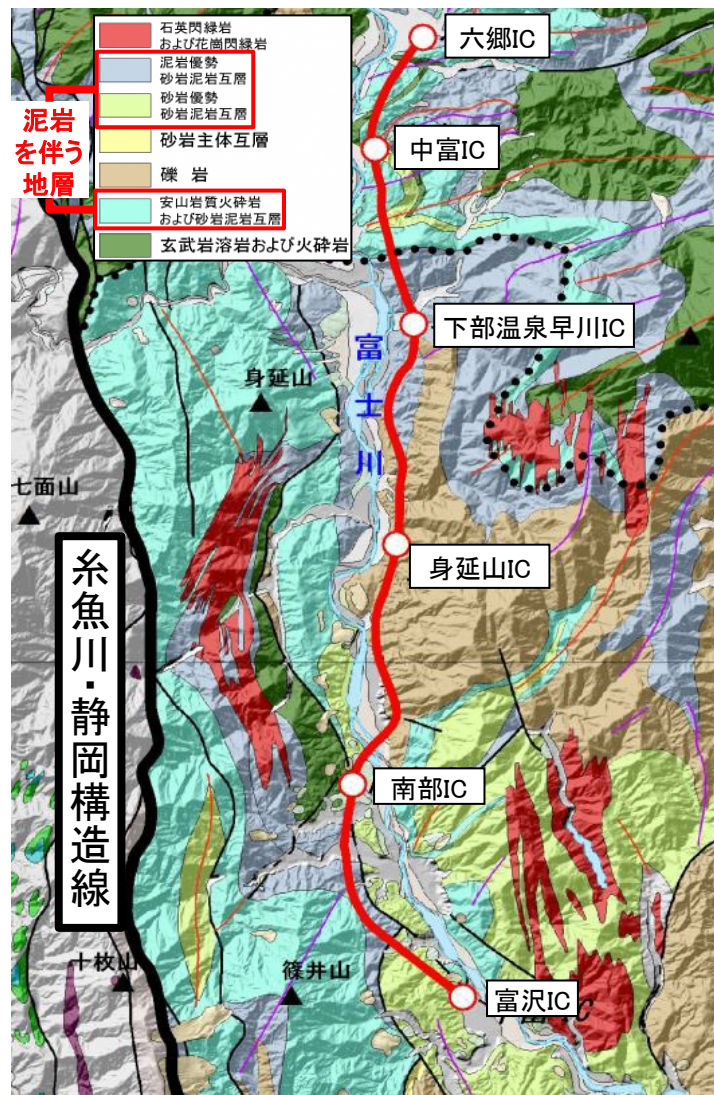 石英閃緑岩
および花崗閃緑岩
泥岩優勢
砂岩泥岩互層
砂岩優勢
砂岩泥岩互層
砂岩主体互層
礫 岩
安山岩質火砕岩
および砂岩泥岩互層
玄武岩溶岩および火砕岩
泥岩
を伴う
地層
六郷IC
中富IC
下部温泉早川IC
富士川
身延山
七面山
身延山IC
糸魚川・静岡構造線
南部IC
十枚山
篠井山
富沢IC